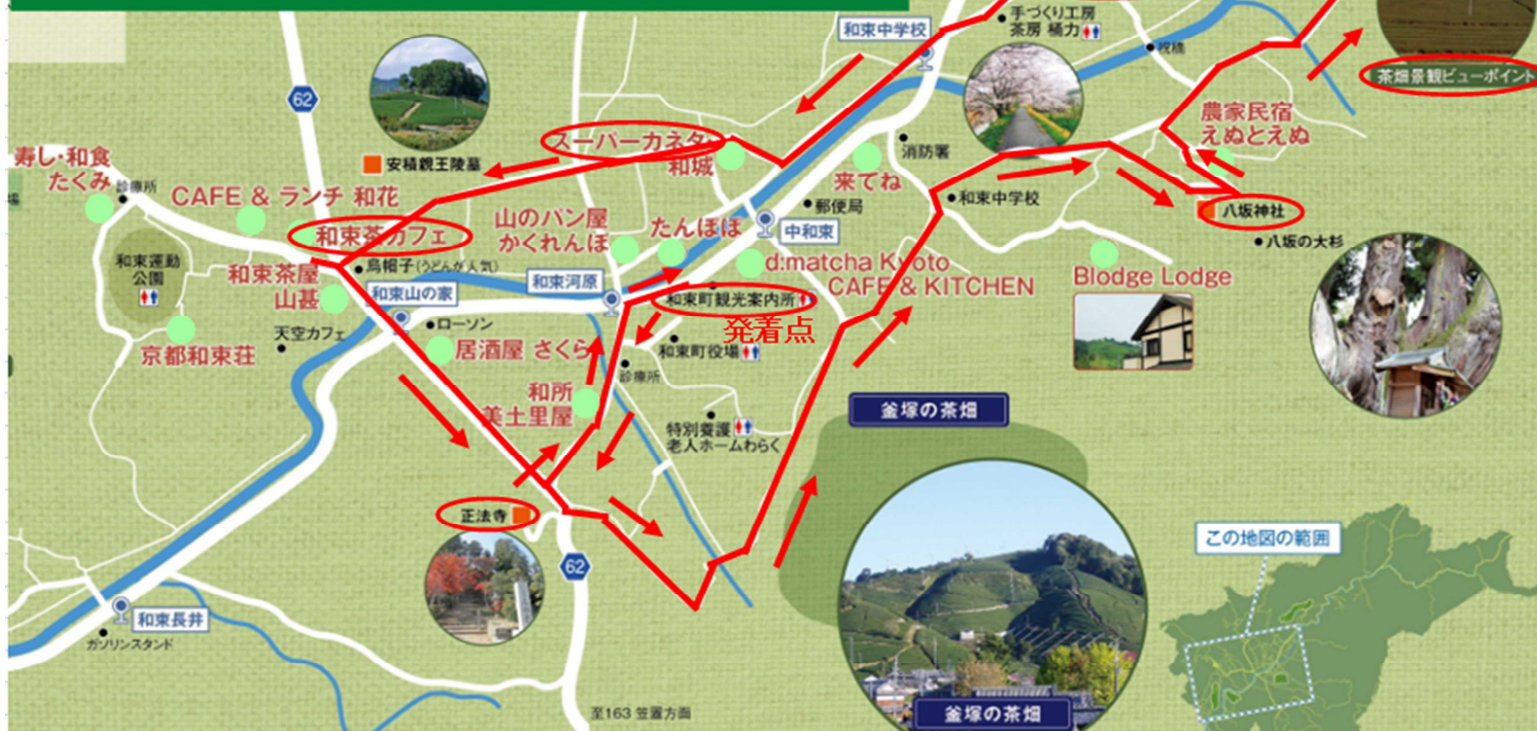 和束中学校
手づくり工房
茶房 桶力
祝橋
茶畑景観ビューポイント
62
農家民宿
えぬとえぬ
スーパーカネタ
和城
消防署
寿し・和食
たくみ
診療所
安積親王陵墓
CAFE & ランチ 和花
来てね
和束中学校
八坂神社
山のパン屋
かくれんぼ
たんぽぽ
郵便局
中和束
八坂の大杉
和束茶カフェ
烏帽子(うどんが人気)
和束運動
公園
和束茶屋
山甚
和束河原
d:matcha Kyoto
CAFE & KITCHEN
Blodge Lodge
和束山の家
和束町観光案内所
発着点
天空カフェ
ローソン
京都和束荘
居酒屋 さくら
和束町役場
診療所
和所
美土里屋
釜塚の茶畑
特別養護
老人ホームわらく
正法寺
この地図の範囲
62
和束長井
ガソリンスタンド
至163 笠置方面
釜塚の茶畑